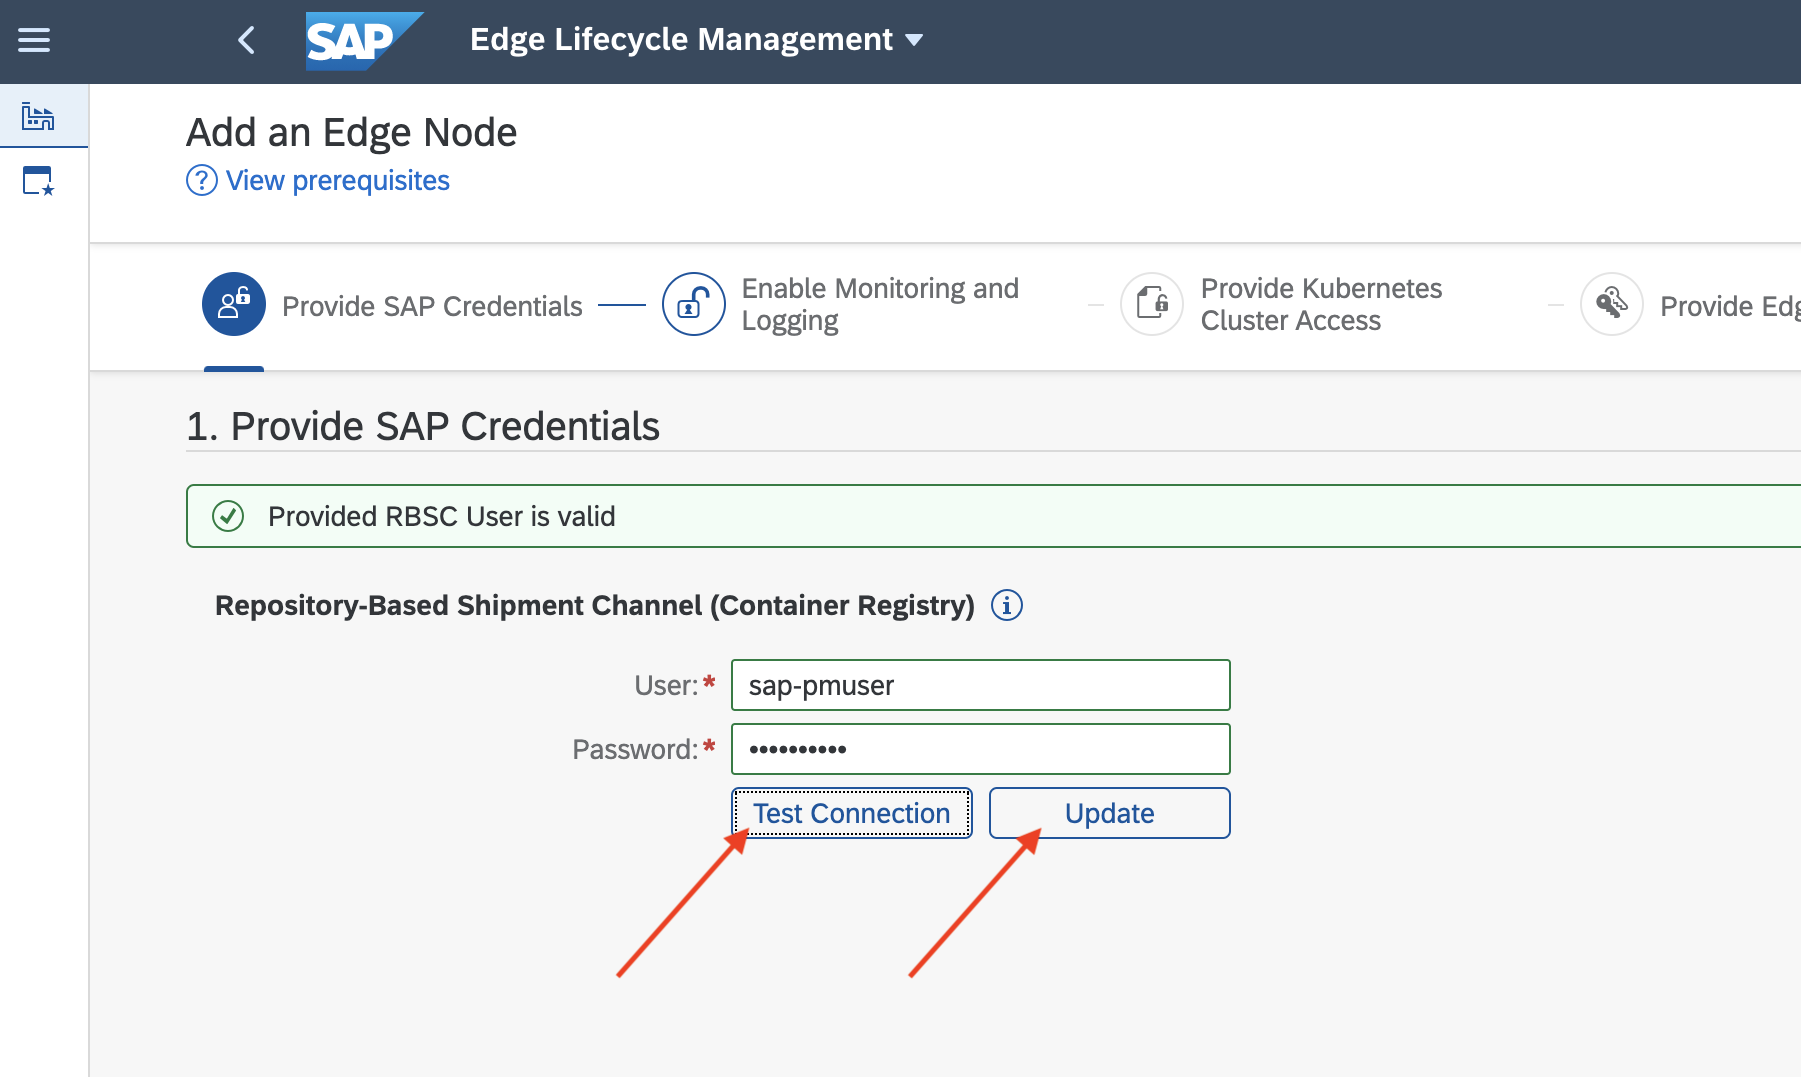 SAP
Edge Lifecycle Management
Add an Edge Node
View prerequisites
Provide SAP Credentials
Enable Monitoring and
Logging
Provide Kubernetes
Cluster Access
Provide
1. Provide SAP Credentials
Provided RBSC User is valid
Repository-Based Shipment Channel (Container Registry)
User:*
sap-pmuser
Password:*
••••••••••
Test Connection
Update